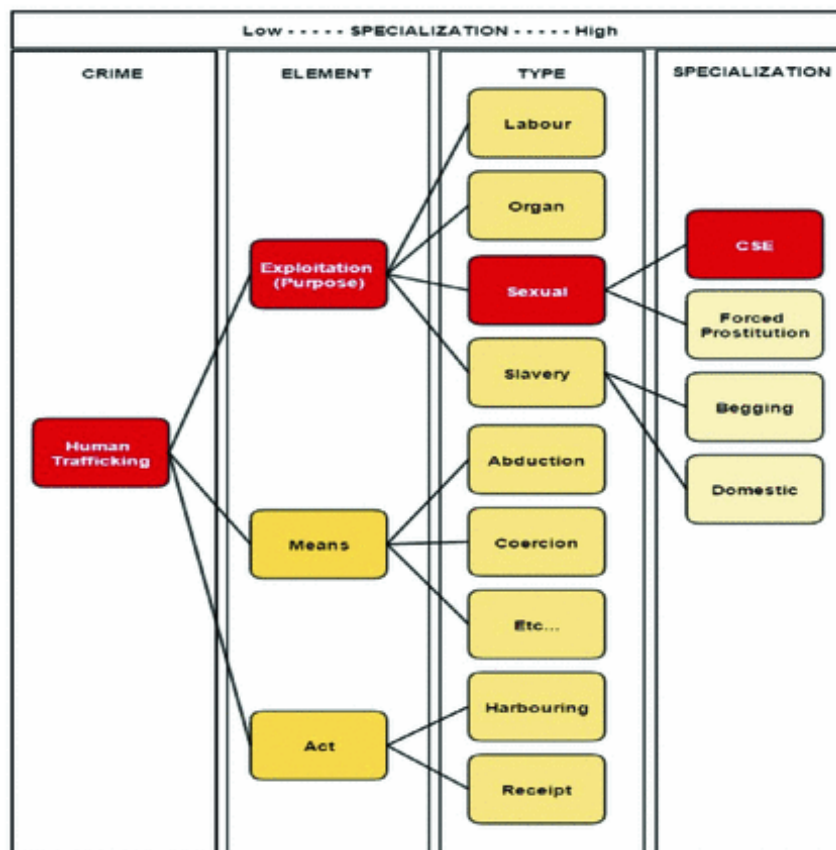 Low - - - - - SPECIALIZATION - - - - - High
CRIME
ELEMENT
TYPE
SPECIALIZATION
Human
Trafficking
Exploitation
(Purpose)
Means
Act
Labour
Organ
Sexual
Slavery
Abduction
Coercion
Etc...
Harbouring
Receipt
CSE
Forced
Prostitution
Begging
Domestic